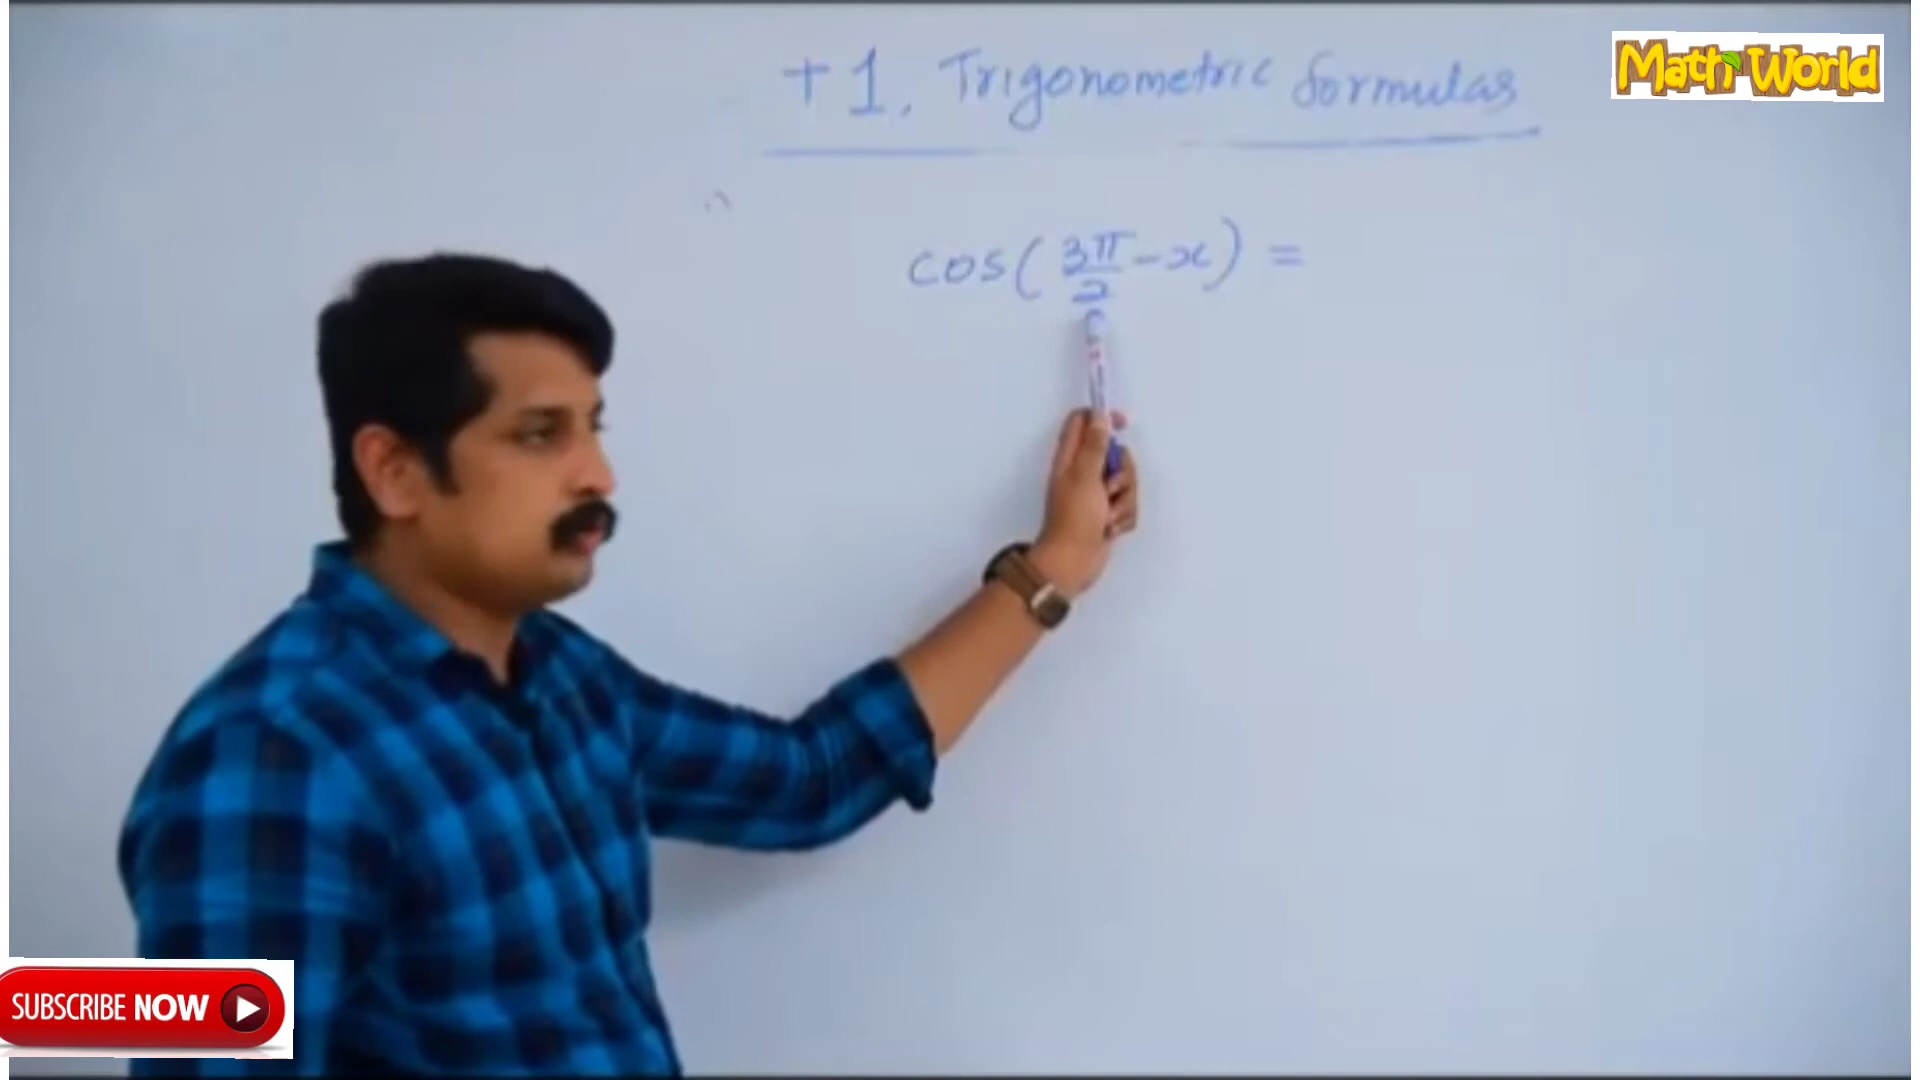 +1. Trigonometric formulas
Math World
cos(3π/2-x) =
SUBSCRIBE NOW